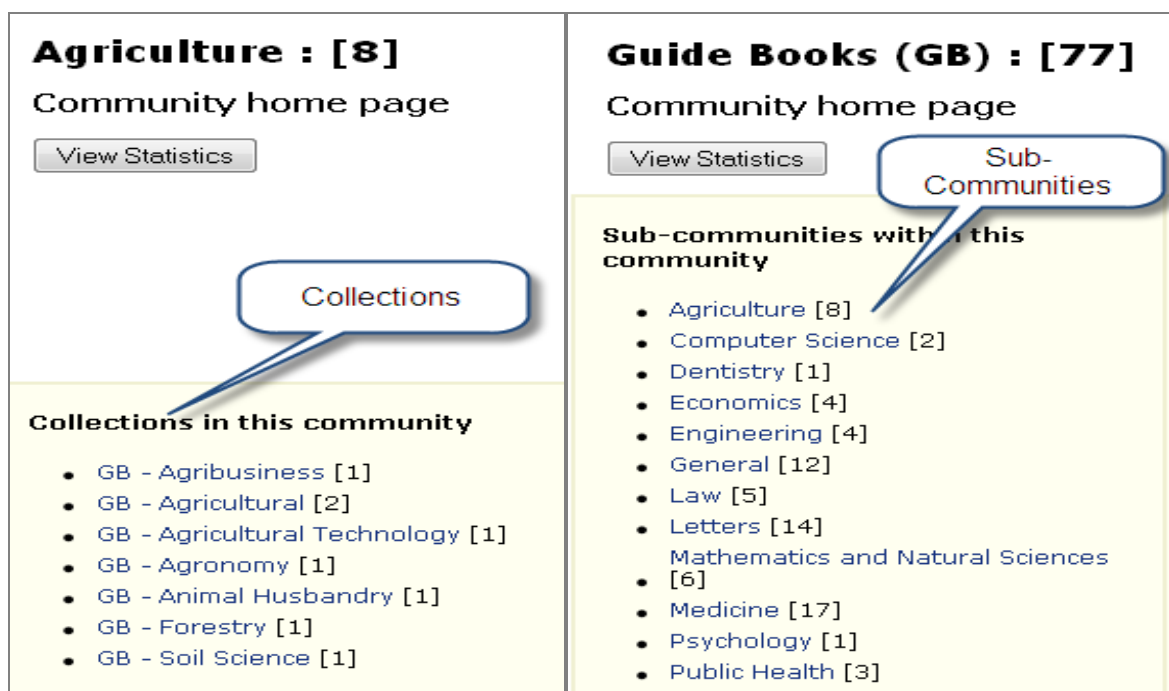 Agriculture : [8]
Community home page
View Statistics
Collections
Collections in this community
GB - Agribusiness [1]
GB - Agricultural [2]
GB - Agricultural Technology [1]
GB - Agronomy [1]
GB - Animal Husbandry [1]
GB - Forestry [1]
GB - Soil Science [1]
Guide Books (GB) : [77]
Community home page
View Statistics
Sub-
Communities
Sub-communities within this
community
Agriculture [8]
Computer Science [2]
Dentistry [1]
Economics [4]
Engineering [4]
General [12]
Law [5]
Letters [14]
Mathematics and Natural Sciences
[6]
Medicine [17]
Psychology [1]
Public Health [3]